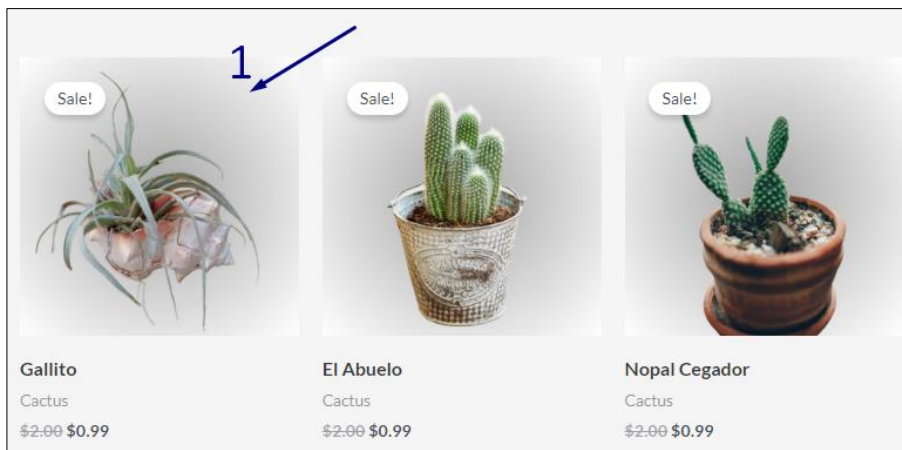 1
Sale!
Sale!
Sale!
Gallito
El Abuelo
Nopal Cegador
Cactus
Cactus
Cactus
$2.00 $0.99
$2.00 $0.99
$2.00 $0.99